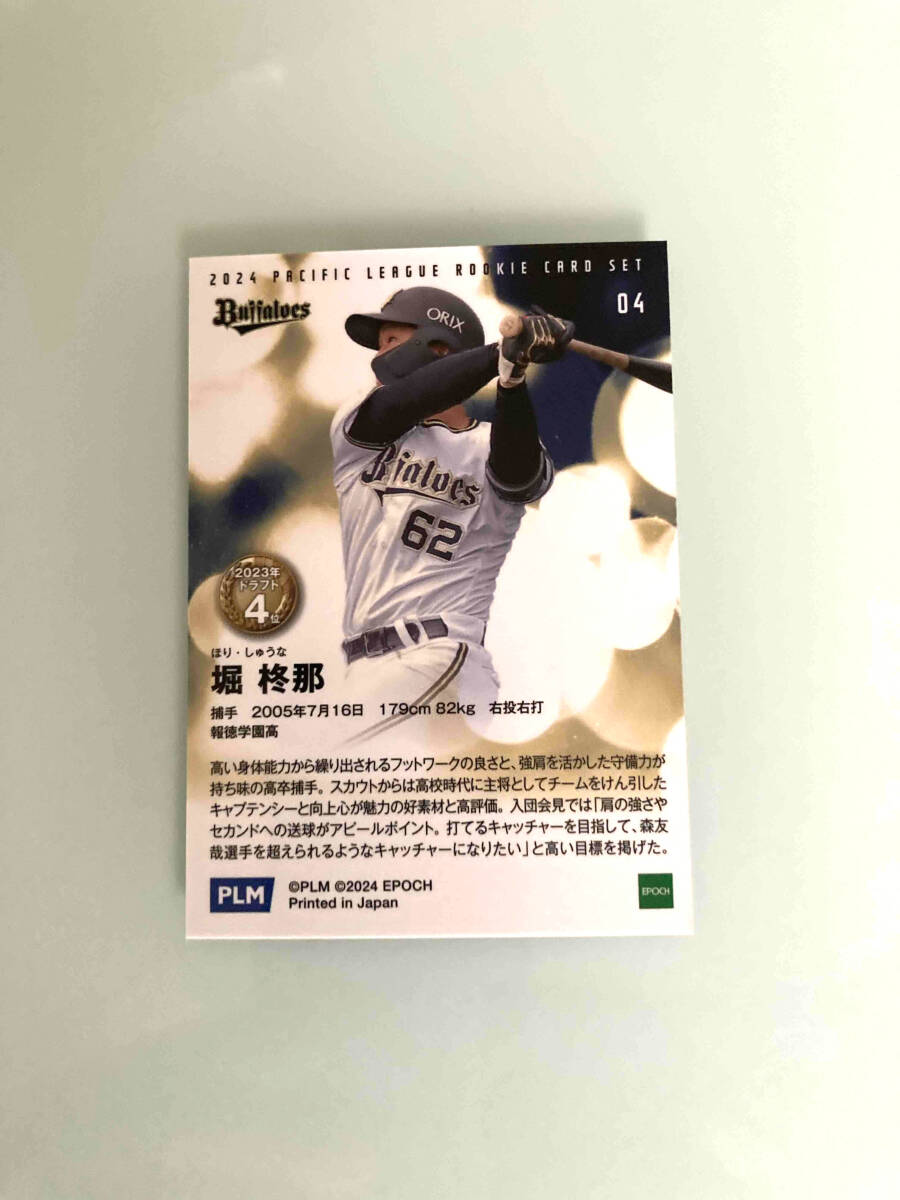 2024 PACIFIC LEAGUE ROOKIE CARD SET
Buffaloes
04
ORIX
Bfaloes
62
2023年
ドラフト
4位
ほり・しゅうな
堀 柊那
捕手 2005年7月16日 179cm 82kg 右投右打
報徳学園高
高い身体能力から繰り出されるフットワークの良さと、強肩を活かした守備力が
持ち味の高卒捕手。スカウトからは高校時代に主将としてチームをけん引した
キャプテンシーと向上心が魅力の好素材と高評価。入団会見では「肩の強さや
セカンドへの送球がアピールポイント。打てるキャッチャーを目指して、森友
哉選手を超えられるようなキャッチャーになりたい」と高い目標を掲げた。
PLM
©PLM ©2024 EPOCH
Printed in Japan
EPOCH